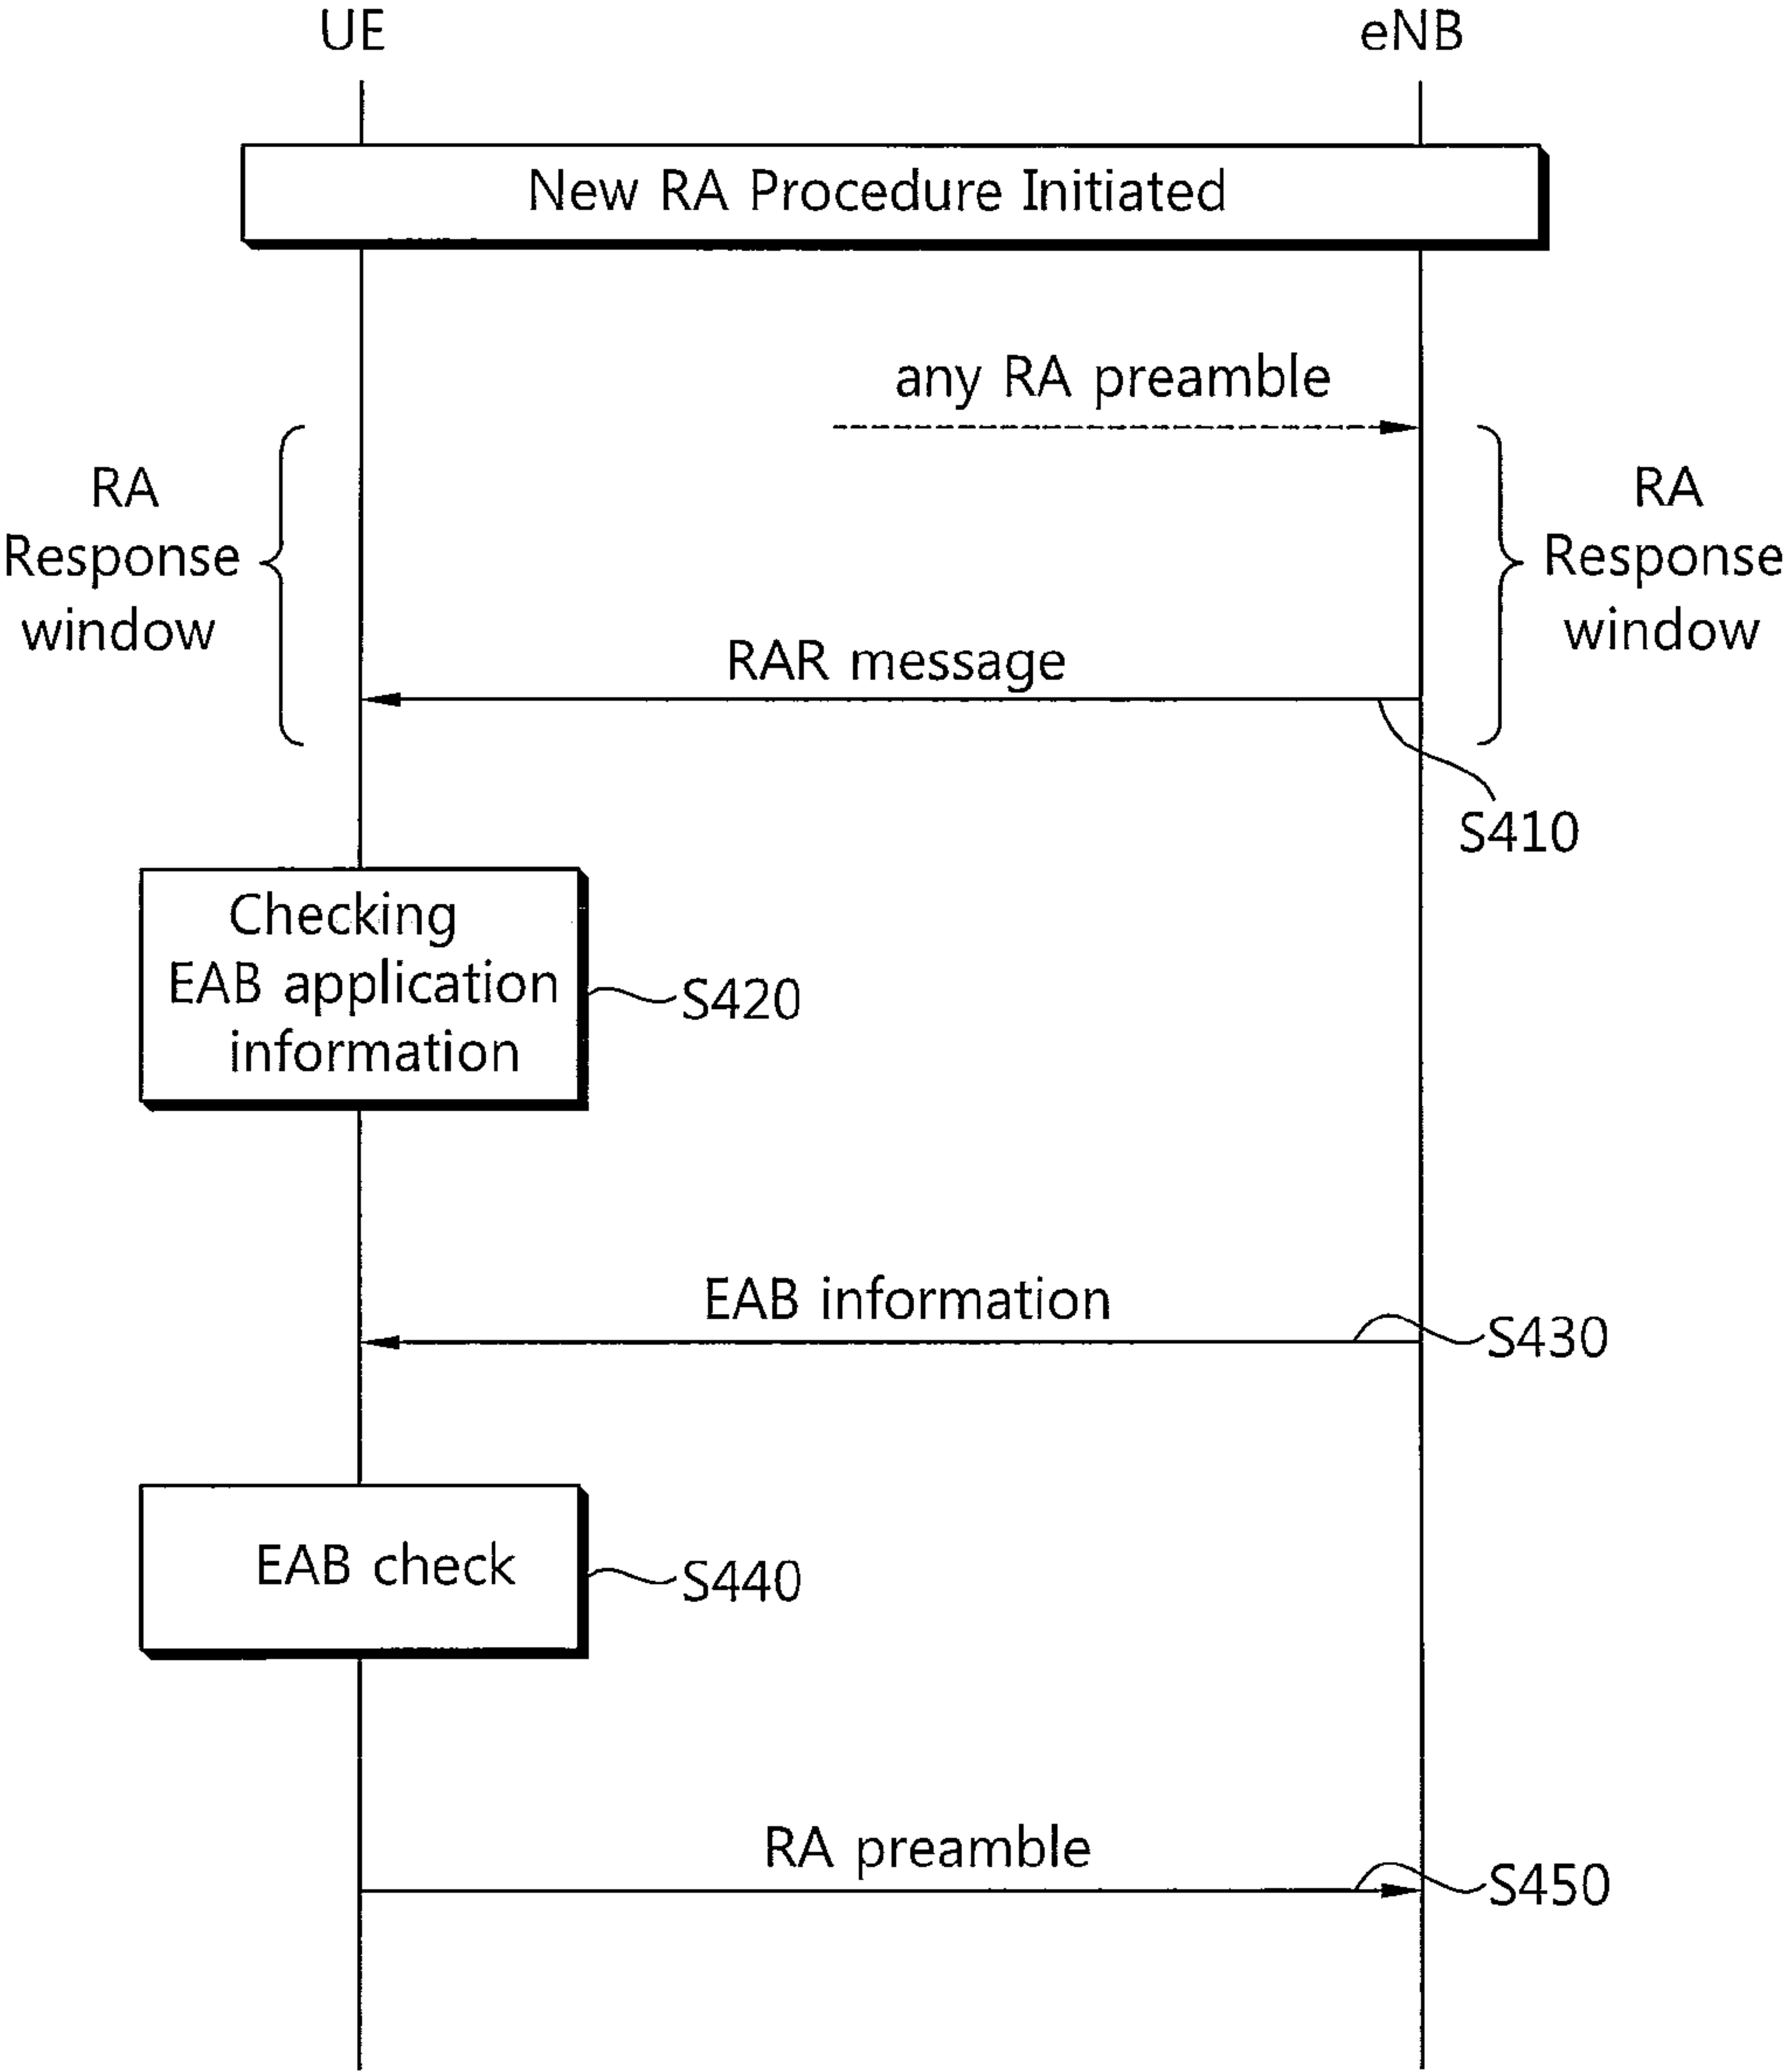 UE
eNB
New RA Procedure Initiated
any RA preamble
RA
Response
window
RA
Response
window
RAR message
S410
Checking
EAB application
information
S420
EAB information
S430
EAB check
S440
RA preamble
S450